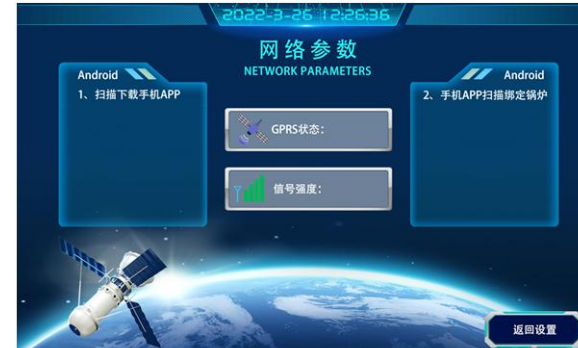 2022-3-26 12:26:36
网络参数
NETWORK PARAMETERS
Android
1、扫描下载手机APP
GPRS状态:
信号强度:
Android
2、手机APP扫描绑定锅炉
返回设置